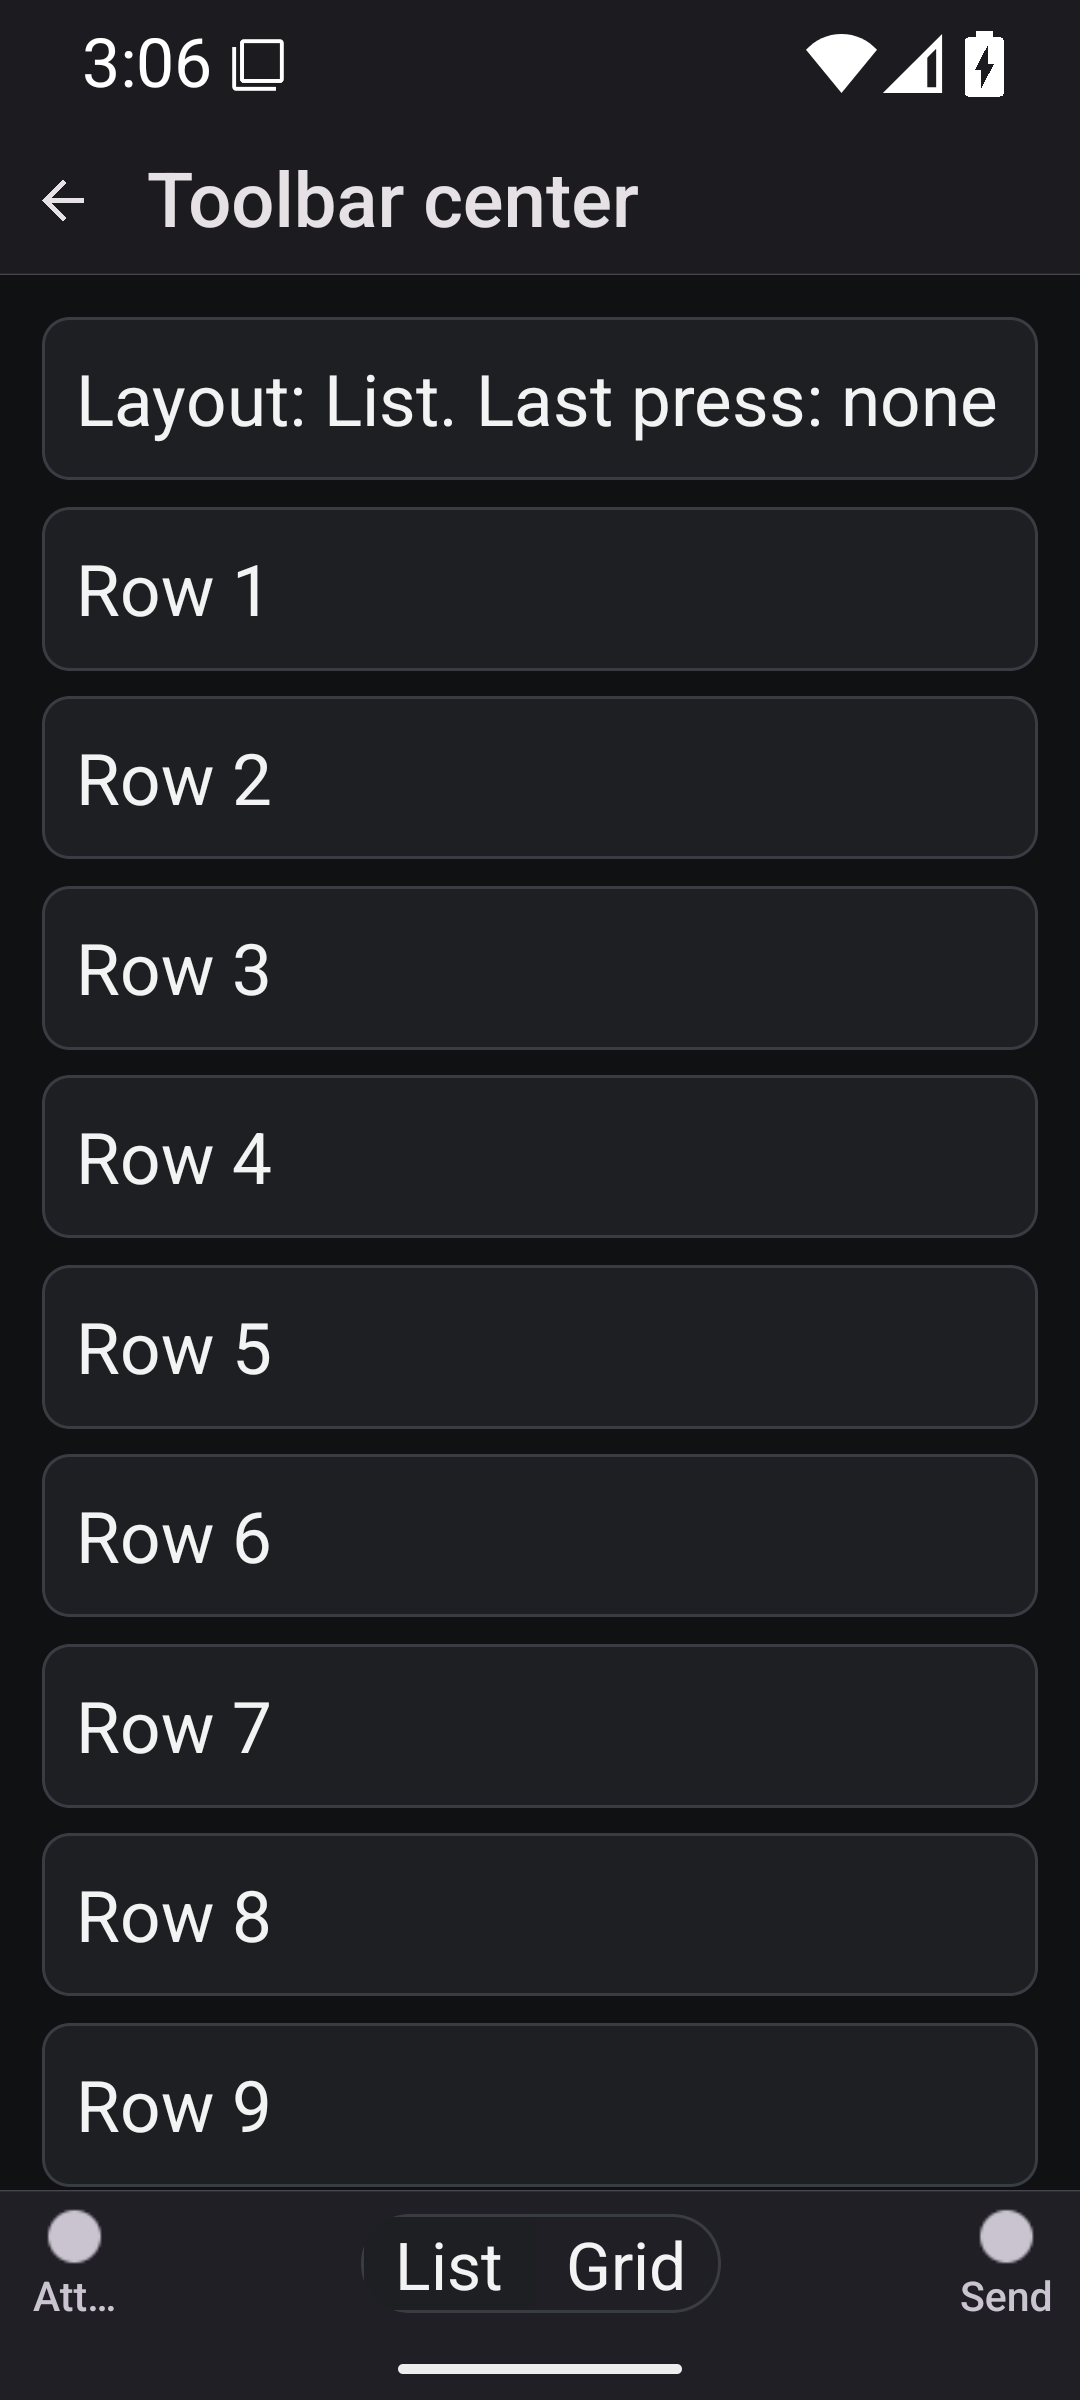 3:06
Toolbar center
Layout: List. Last press: none
Row 1
Row 2
Row 3
Row 4
Row 5
Row 6
Row 7
Row 8
Row 9
Att...
List Grid
Send